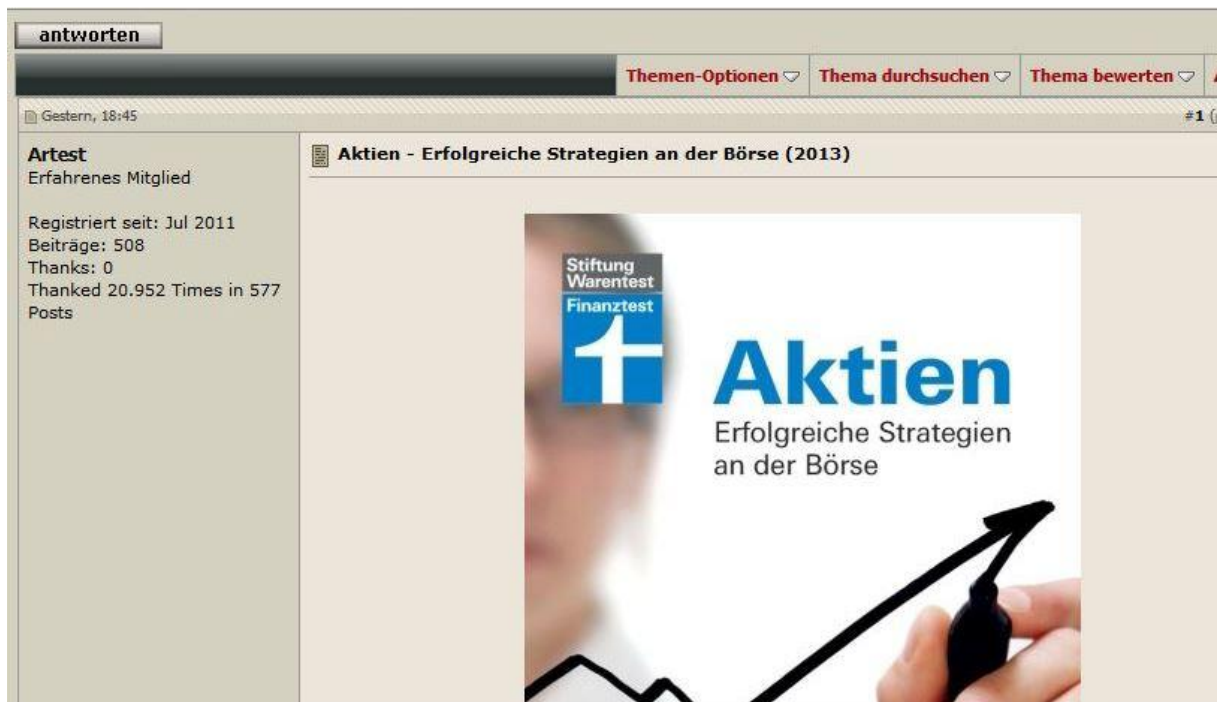 antworten
Themen-Optionen
Thema durchsuchen
Thema bewerten
Gestern, 18:45
#1
Artest
Erfahrenes Mitglied
Registriert seit: Jul 2011
Beiträge: 508
Thanks: 0
Thanked 20.952 Times in 577
Posts
Aktien - Erfolgreiche Strategien an der Börse (2013)
Stiftung
Warentest
Finanztest
Aktien
Erfolgreiche Strategien
an der Börse